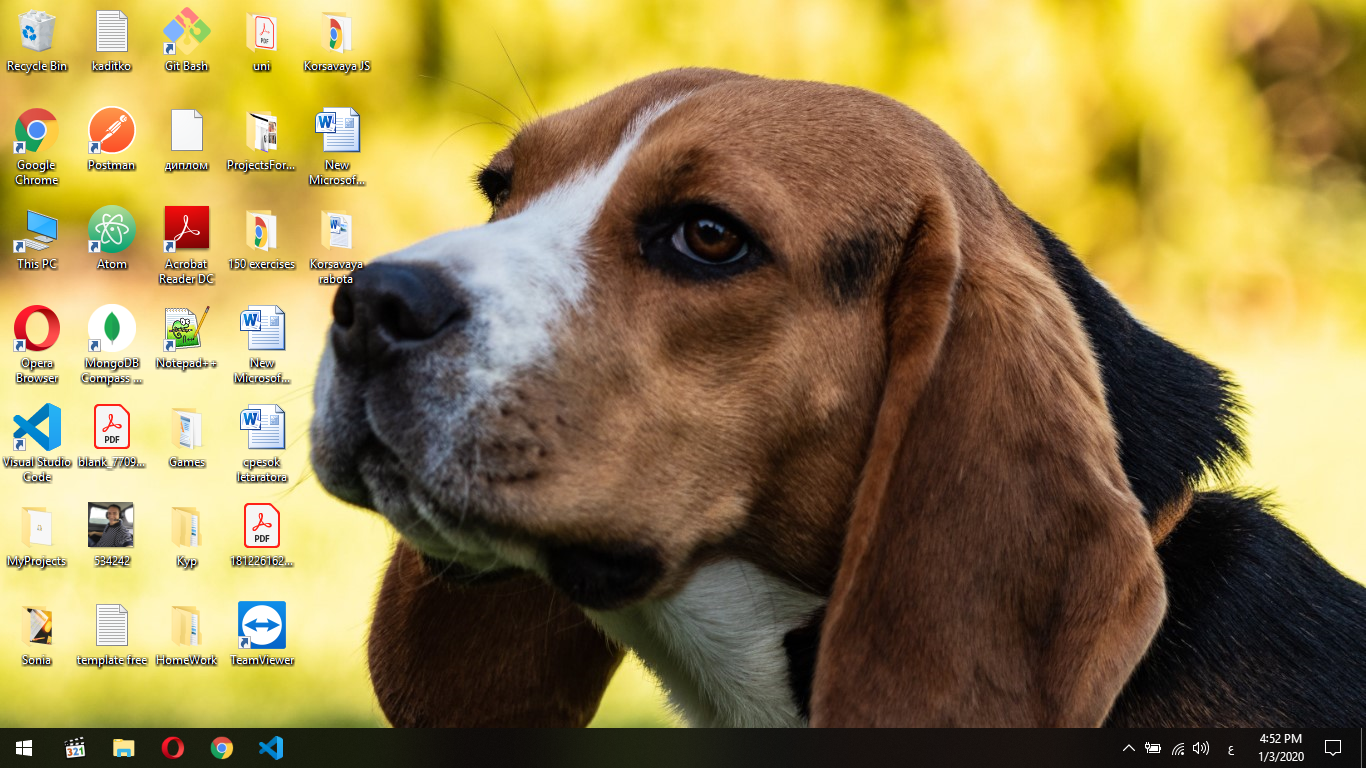 Recycle Bin
kaditko
Git Bash
uni
Korsavaya JS
Google
Chrome
Postman
диплом
ProjectsFor...
New
Microsof...
This PC
Atom
Acrobat
Reader DC
150 exercises
Korsavaya
rabota
Opera
Browser
MongoDB
Compass ...
Notepad++
New
Microsof...
Visual Studio
Code
PDF
blank_7709...
Games
cpesok
letaratora
MyProjects
534242
Kyp
PDF
181226162...
Sonia
template free
HomeWork
TeamViewer
321
ع
4:52 PM
1/3/2020